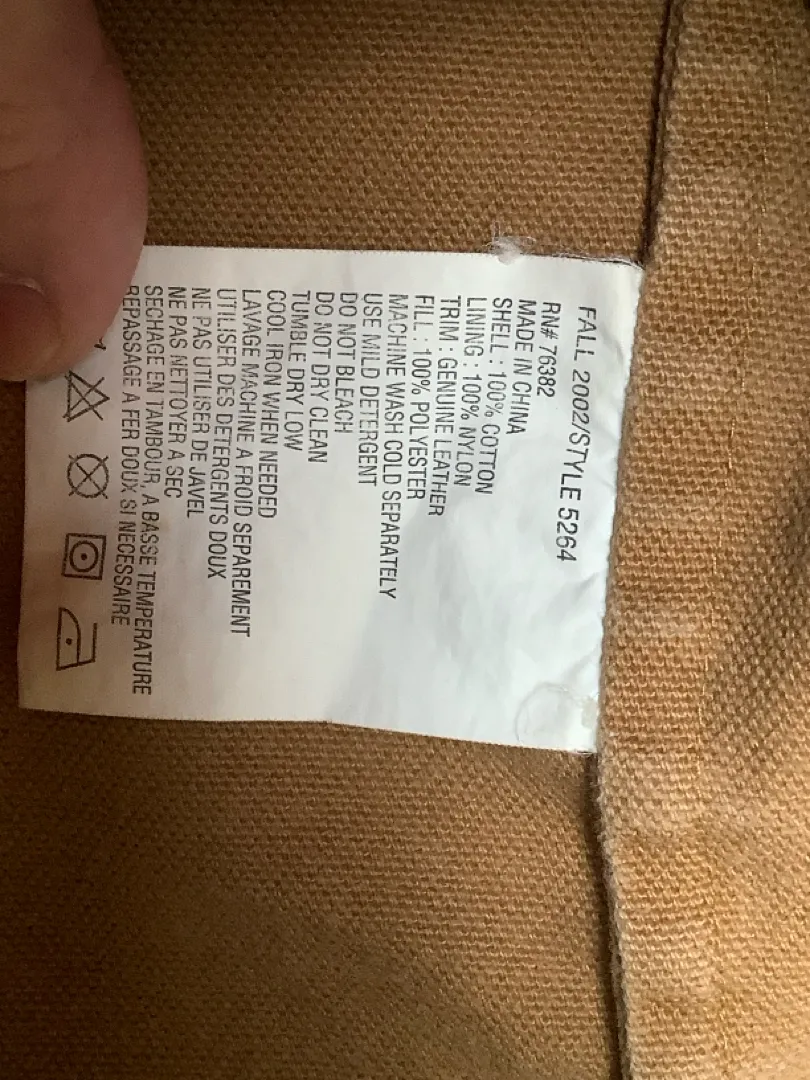 FALL 2002/STYLE 5264
RN# 76382
MADE IN CHINA
SHELL : 100% COTTON
LINING : 100% NYLON
TRIM : GENUINE LEATHER
FILL : 100% POLYESTER
MACHINE WASH COLD SEPARATELY
USE MILD DETERGENT
DO NOT BLEACH
DO NOT DRY CLEAN
TUMBLE DRY LOW
COOL IRON WHEN NEEDED
LAVAGE MACHINE A FROID SEPAREMENT
UTILISER DES DETERGENTS DOUX
NE PAS UTILISER DE JAVEL
NE PAS NETTOYER A SEC
SECHAGE EN TAMBOUR, A BASSE TEMPERATURE
REPASSAGE A FER DOUX SI NECESSAIRE